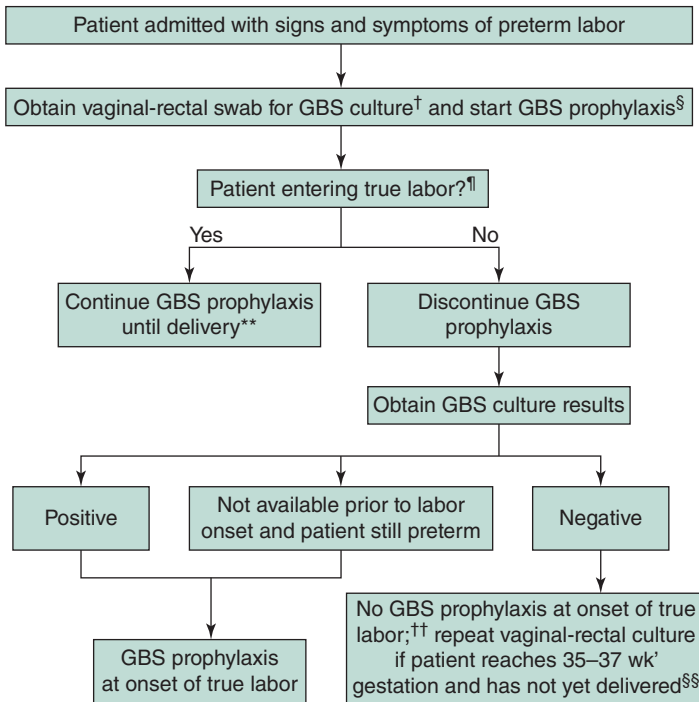 Patient admitted with signs and symptoms of preterm labor
Obtain vaginal-rectal swab for GBS culture† and start GBS prophylaxis§
Patient entering true labor?¶
Yes
No
Continue GBS prophylaxis
until delivery**
Discontinue GBS
prophylaxis
Obtain GBS culture results
Positive
Not available prior to labor
onset and patient still preterm
Negative
GBS prophylaxis
at onset of true labor
No GBS prophylaxis at onset of true
labor;†† repeat vaginal-rectal culture
if patient reaches 35–37 wk’
gestation and has not yet delivered§§